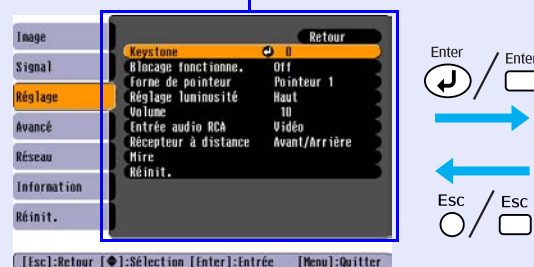 Image
Signal
Réglage
Avancé
Réseau
Information
Réinit.
Retour
Keystone 0
Blocage fonctionne. Off
Forme de pointeur Pointeur 1
Réglage luminosité Haut
Volume 10
Entrée audio RCA Vidéo
Récepteur à distance Avant/Arrière
Mire
Réinit.
[Esc]:Retour [◆]:Sélection [Enter]:Entrée [Menu]:Quitter
Enter / Enter
Esc / Esc